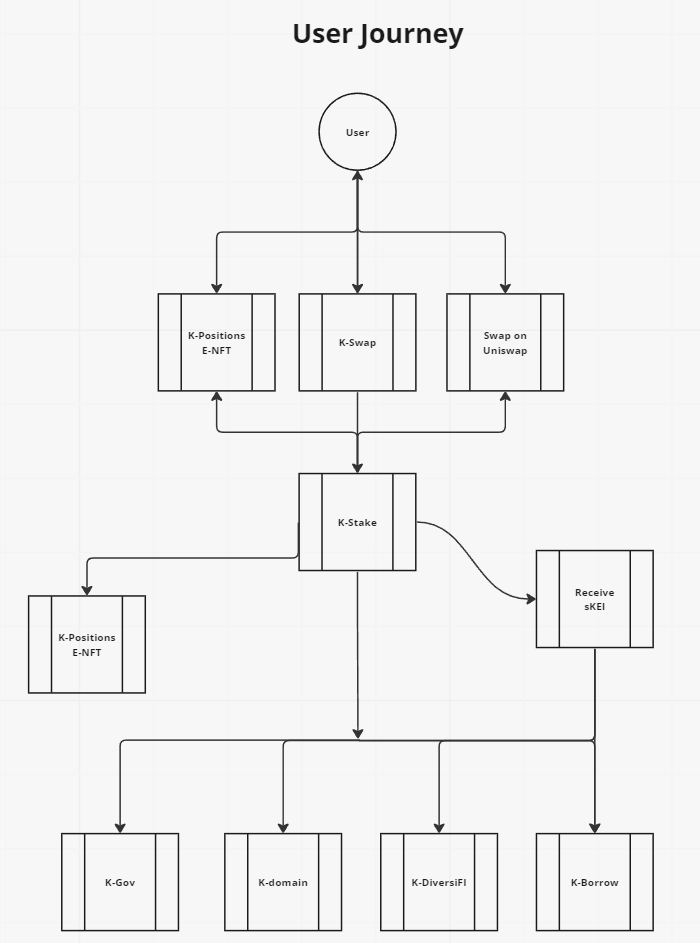 User Journey
User
K-Positions
E-NFT
K-Swap
Swap on
Uniswap
K-Stake
Receive
sKEI
K-Positions
E-NFT
K-Gov
K-domain
K-DiversiFI
K-Borrow